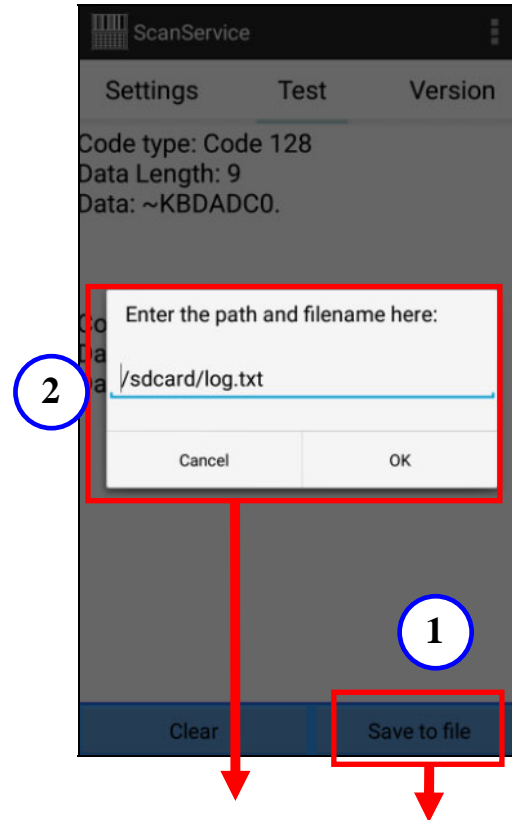 ScanService
Settings Test Version
Code type: Code 128
Data Length: 9
Data: ~KBDADC0.
Enter the path and filename here:
2
/sdcard/log.txt
Cancel OK
1
Clear Save to file